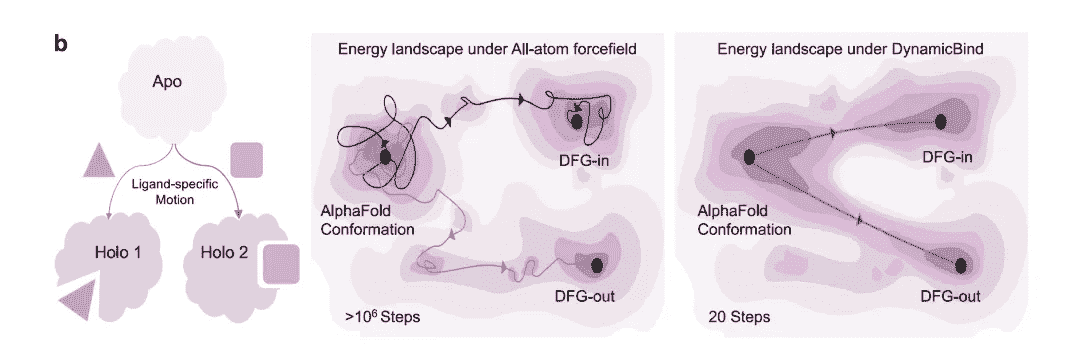 b
Apo
Ligand-specific
Motion
Holo 1
Holo 2
Energy landscape under All-atom forcefield
DFG-in
AlphaFold
Conformation
DFG-out
>10⁶ Steps
Energy landscape under DynamicBind
DFG-in
AlphaFold
Conformation
DFG-out
20 Steps